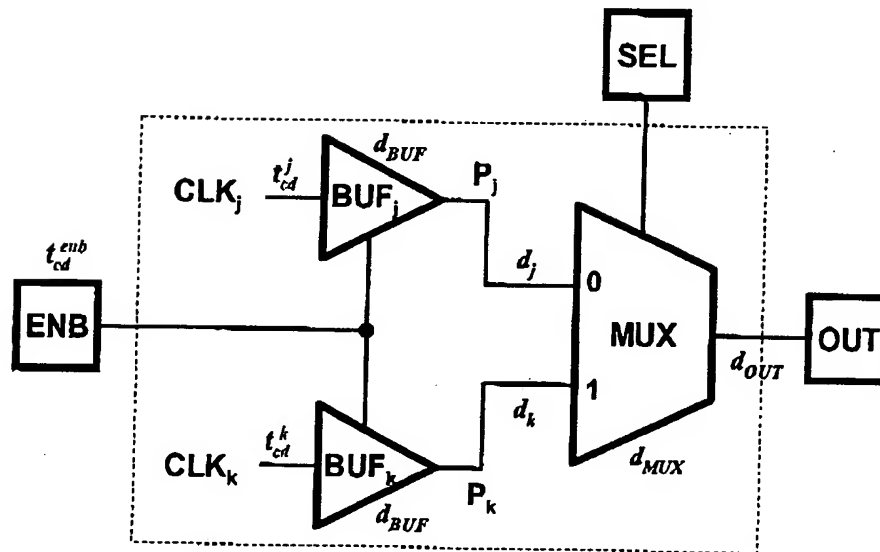 SEL
d_BUF
CLK_j
t_cd^j
BUF_j
P_j
t_cd^enb
d_j
0
ENB
MUX
OUT
d_OUT
1
d_k
CLK_k
t_cd^k
BUF_k
P_k
d_MUX
d_BUF